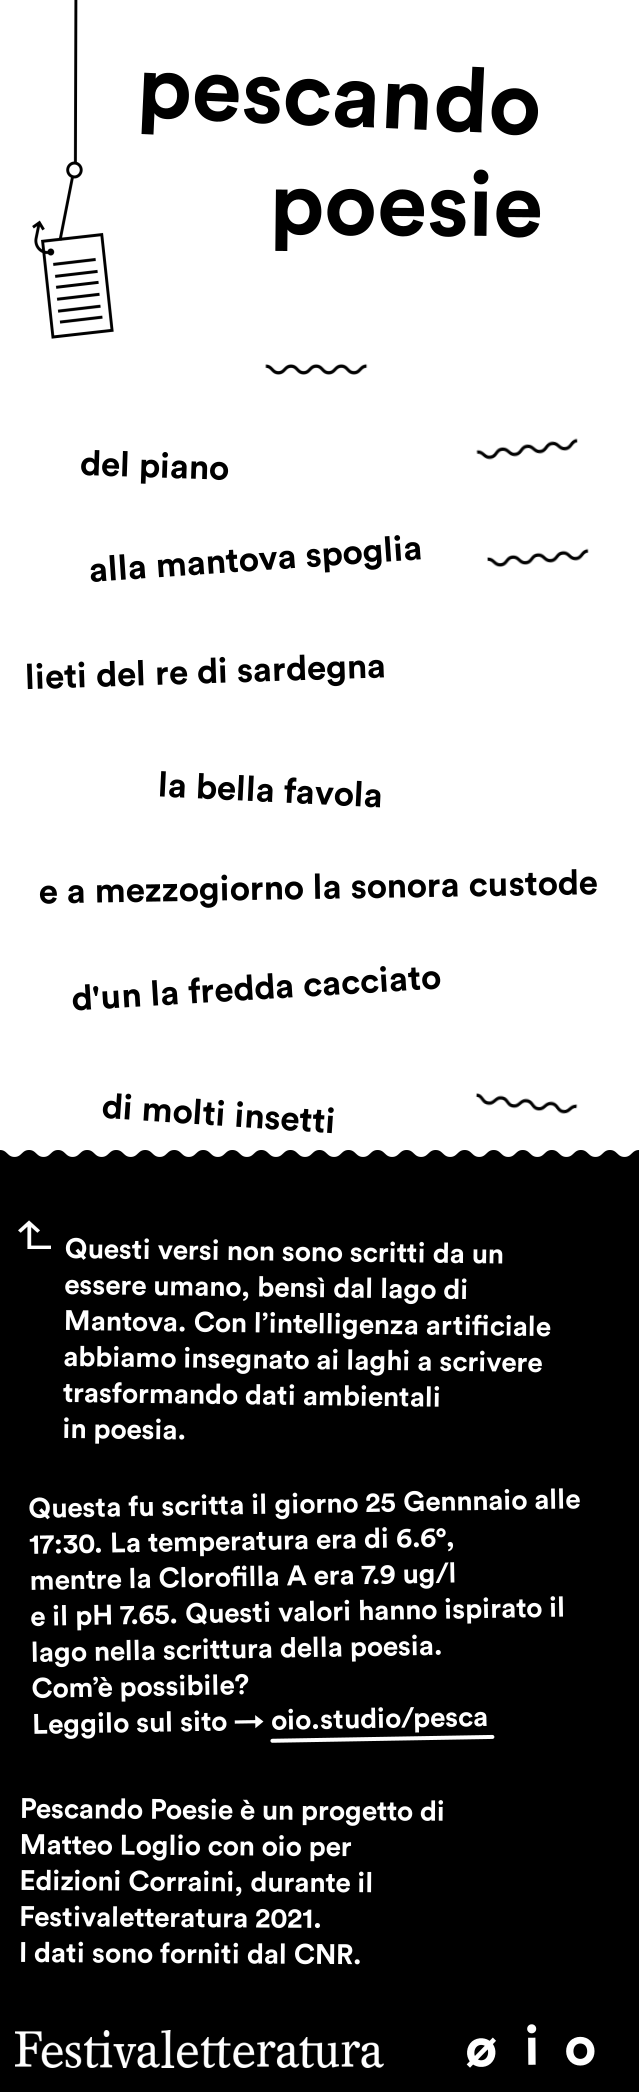 pescando
poesie
del piano
alla mantova spoglia
lieti del re di sardegna
la bella favola
e a mezzogiorno la sonora custode
d'un la fredda cacciato
di molti insetti
Questi versi non sono scritti da un
essere umano, bensì dal lago di
Mantova. Con l’intelligenza artificiale
abbiamo insegnato ai laghi a scrivere
trasformando dati ambientali
in poesia.
Questa fu scritta il giorno 25 Gennnaio alle
17:30. La temperatura era di 6.6°,
mentre la Clorofilla A era 7.9 ug/l
e il pH 7.65. Questi valori hanno ispirato il
lago nella scrittura della poesia.
Com’è possibile?
Leggilo sul sito → oio.studio/pesca
Pescando Poesie è un progetto di
Matteo Loglio con oio per
Edizioni Corraini, durante il
Festivaletteratura 2021.
I dati sono forniti dal CNR.
Festivaletteratura ø i o